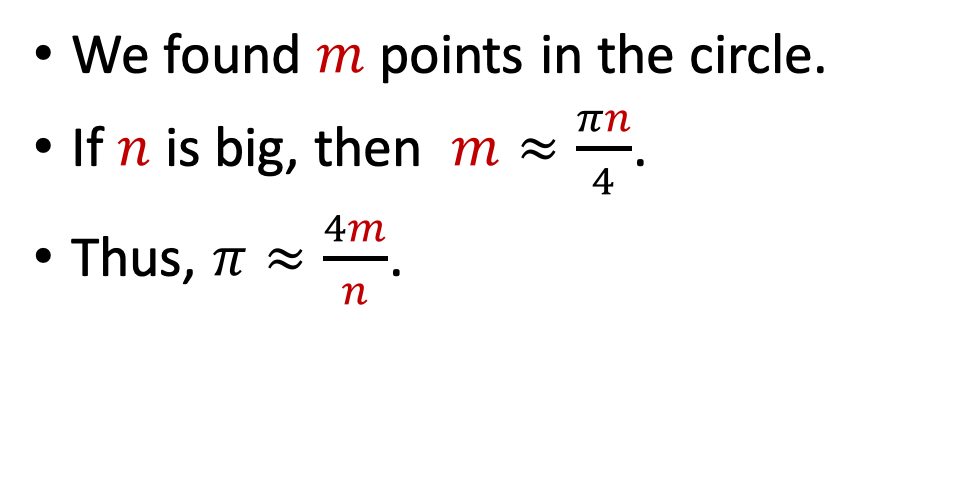 • We found m points in the circle.
• If n is big, then m ≈ πn/4.
• Thus, π ≈ 4m/n.